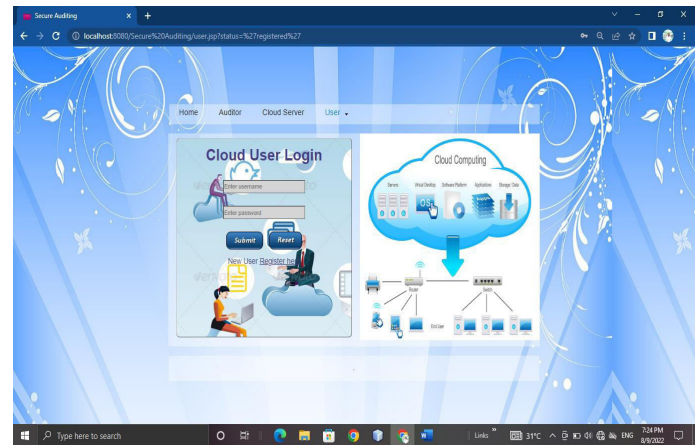 Secure Auditing
localhost:8080/Secure%20Auditing/user.jsp?status=%27registered%27
Home Auditor Cloud Server User
Cloud User Login
Enter username
Enter password
Submit Reset
New User Register he
Cloud Computing
Servers Virtual Desktop Software Platform Applications Storage / Data
OS
Router
Switch
End User
Type here to search
Links
31°C
ENG
7:24 PM
8/9/2022